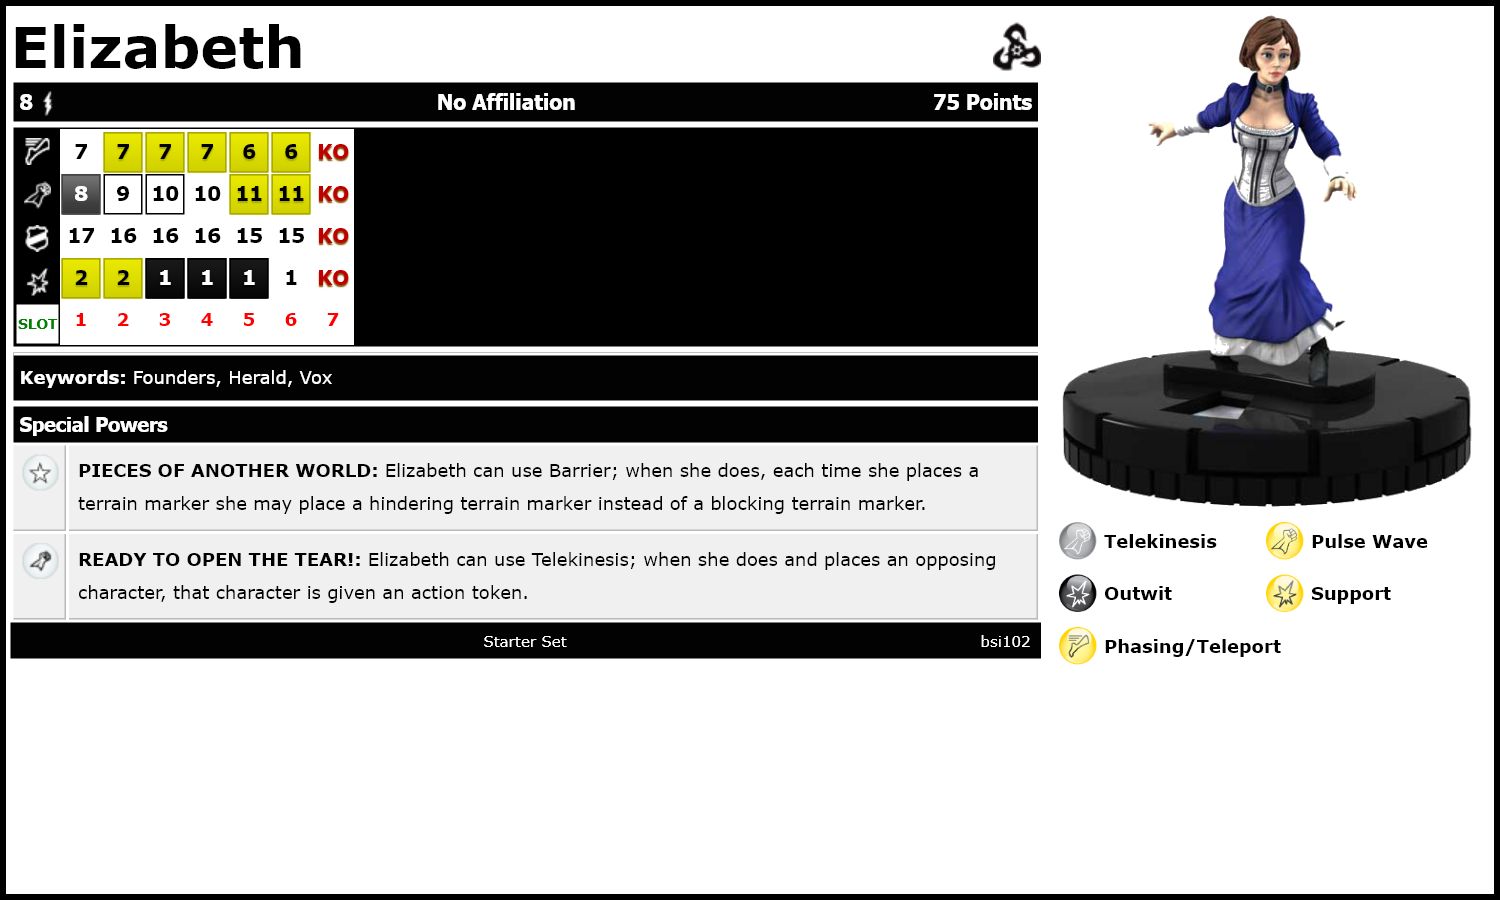 Elizabeth
8 No Affiliation 75 Points
7 7 7 7 6 6 KO
8 9 10 10 11 11 KO
17 16 16 16 15 15 KO
2 2 1 1 1 1 KO
SLOT 1 2 3 4 5 6 7
Keywords: Founders, Herald, Vox
Special Powers
PIECES OF ANOTHER WORLD: Elizabeth can use Barrier; when she does, each time she places a
terrain marker she may place a hindering terrain marker instead of a blocking terrain marker.
READY TO OPEN THE TEAR!: Elizabeth can use Telekinesis; when she does and places an opposing
character, that character is given an action token.
Starter Set bsi102
Telekinesis Pulse Wave
Outwit Support
Phasing/Teleport